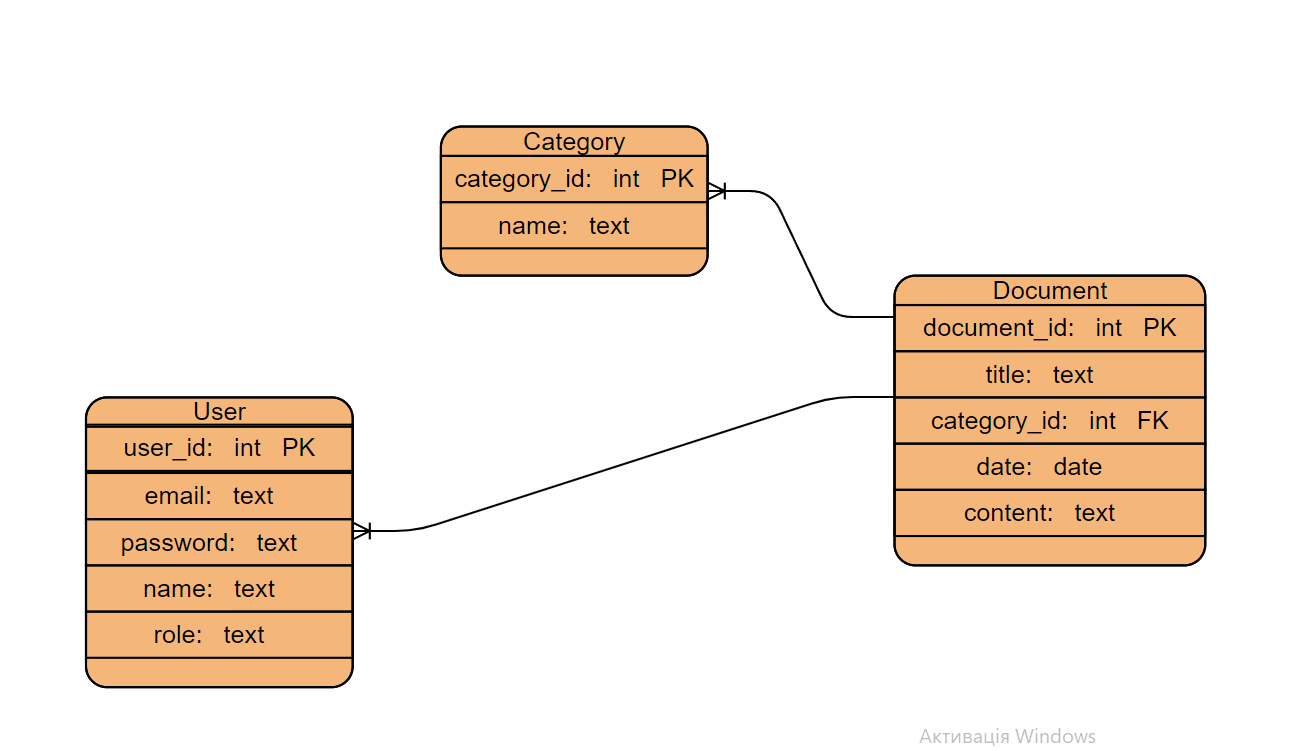 Category
category_id: int PK
name: text
Document
document_id: int PK
title: text
category_id: int FK
date: date
content: text
User
user_id: int PK
email: text
password: text
name: text
role: text
Активація Windows